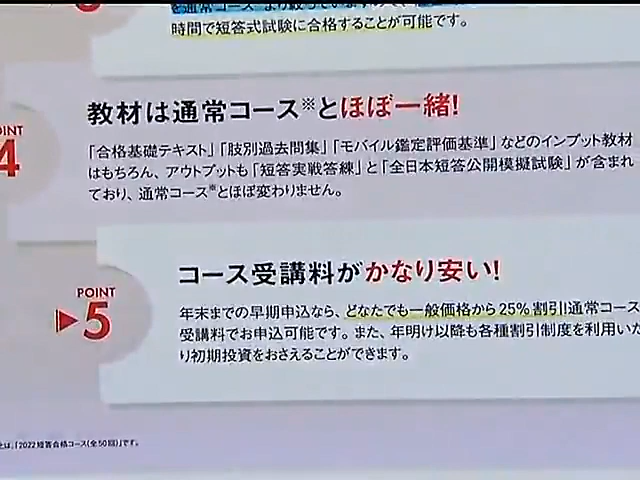 を通常コース
時間で短答式試験に合格することが可能です。
POINT
4
教材は通常コース※とほぼ一緒!
「合格基礎テキスト」「肢別過去問集」「モバイル鑑定評価基準」などのインプット教材
はもちろん、アウトプットも「短答実戦答練」と「全日本短答公開模擬試験」が含まれ
ており、通常コース※とほぼ変わりません。
POINT
5
コース受講料がかなり安い!
年末までの早期申込なら、どなたでも一般価格から25%割引!通常コース
受講料でお申込可能です。また、年明け以降も各種割引制度を利用いた
り初期投資をおさえることができます。
とは、「2022短答合格コース(全50回)」です。